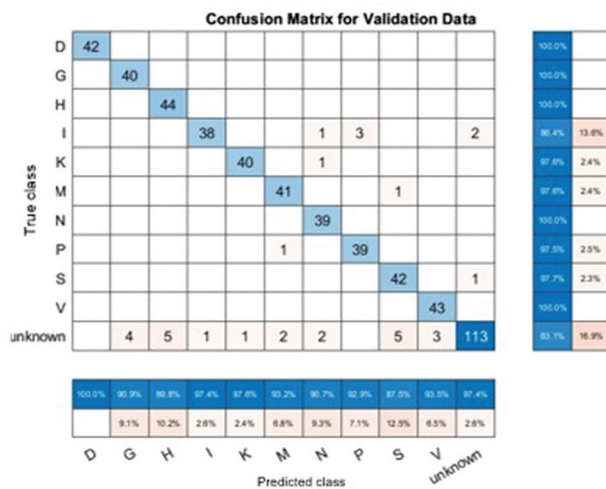 Confusion Matrix for Validation Data
D 42 100.0%
G 40 100.0%
H 44 100.0%
I 38 1 3 2 86.4% 13.6%
K 40 1 97.6% 2.4%
M 41 1 97.6% 2.4%
N 39 100.0%
P 1 39 97.5% 2.5%
S 42 1 97.7% 2.3%
V 43 100.0%
unknown 4 5 1 1 2 2 5 3 113 83.1% 16.9%
True class
100.0% 90.9% 89.8% 97.4% 97.6% 93.2% 90.7% 92.9% 87.5% 93.5% 97.4%
9.1% 10.2% 2.6% 2.4% 6.8% 9.3% 7.1% 12.5% 6.5% 2.6%
D G H I K M N P S V unknown
Predicted class